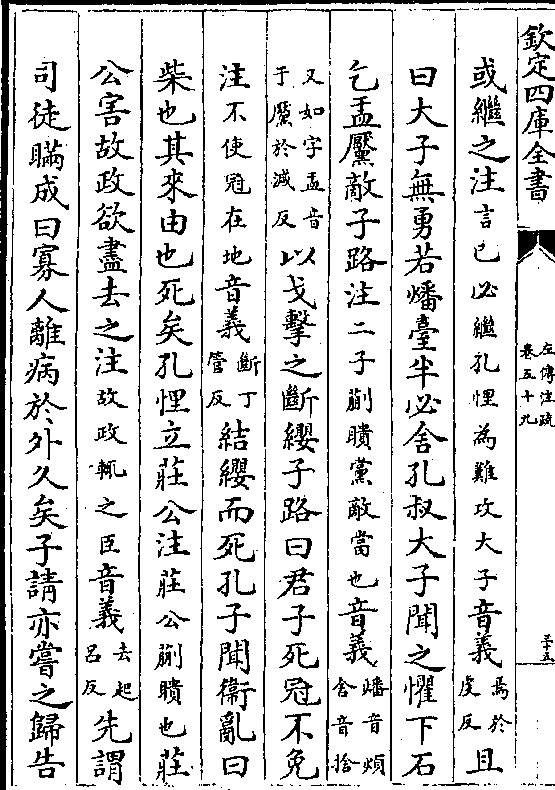 欽定四庫全書
左傳注疏
卷五十九
二十五
或繼之注言已必繼孔悝為難攻大子音義焉於虔反且
曰大子無勇若燔臺半必舍孔叔大子聞之懼下石
乞盂黶敵子路注二子蒯聵黨敵當也音義燔音煩舍音捨
又如字盂音于黶於減反以戈擊之斷纓子路曰君子死冠不免
注不使冠在地音義斷丁管反結纓而死孔子聞衞亂曰
柴也其來由也死矣孔悝立莊公注莊公蒯聵也莊
公害故政欲盡去之注故政輒之臣音義去起呂反先謂
司徒瞞成曰寡人離病於外久矣子請亦嘗之歸告